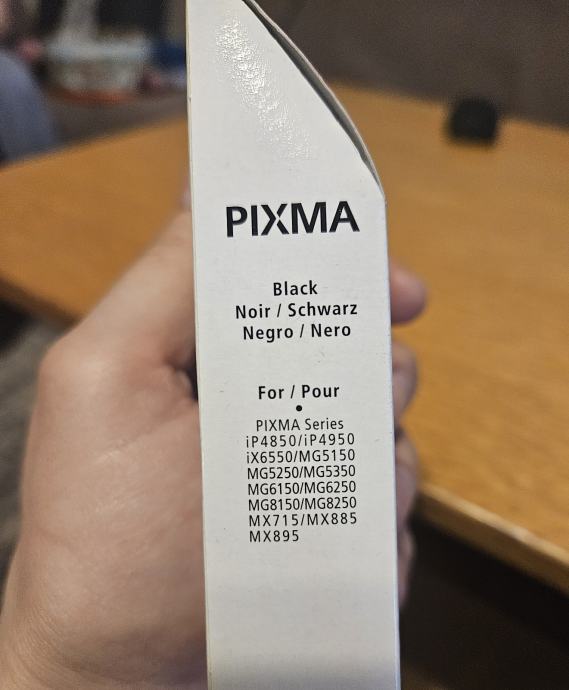 PIXMA
Black
Noir / Schwarz
Negro / Nero
For / Pour
•
PIXMA Series
iP4850/iP4950
iX6550/MG5150
MG5250/MG5350
MG6150/MG6250
MG8150/MG8250
MX715/MX885
MX895